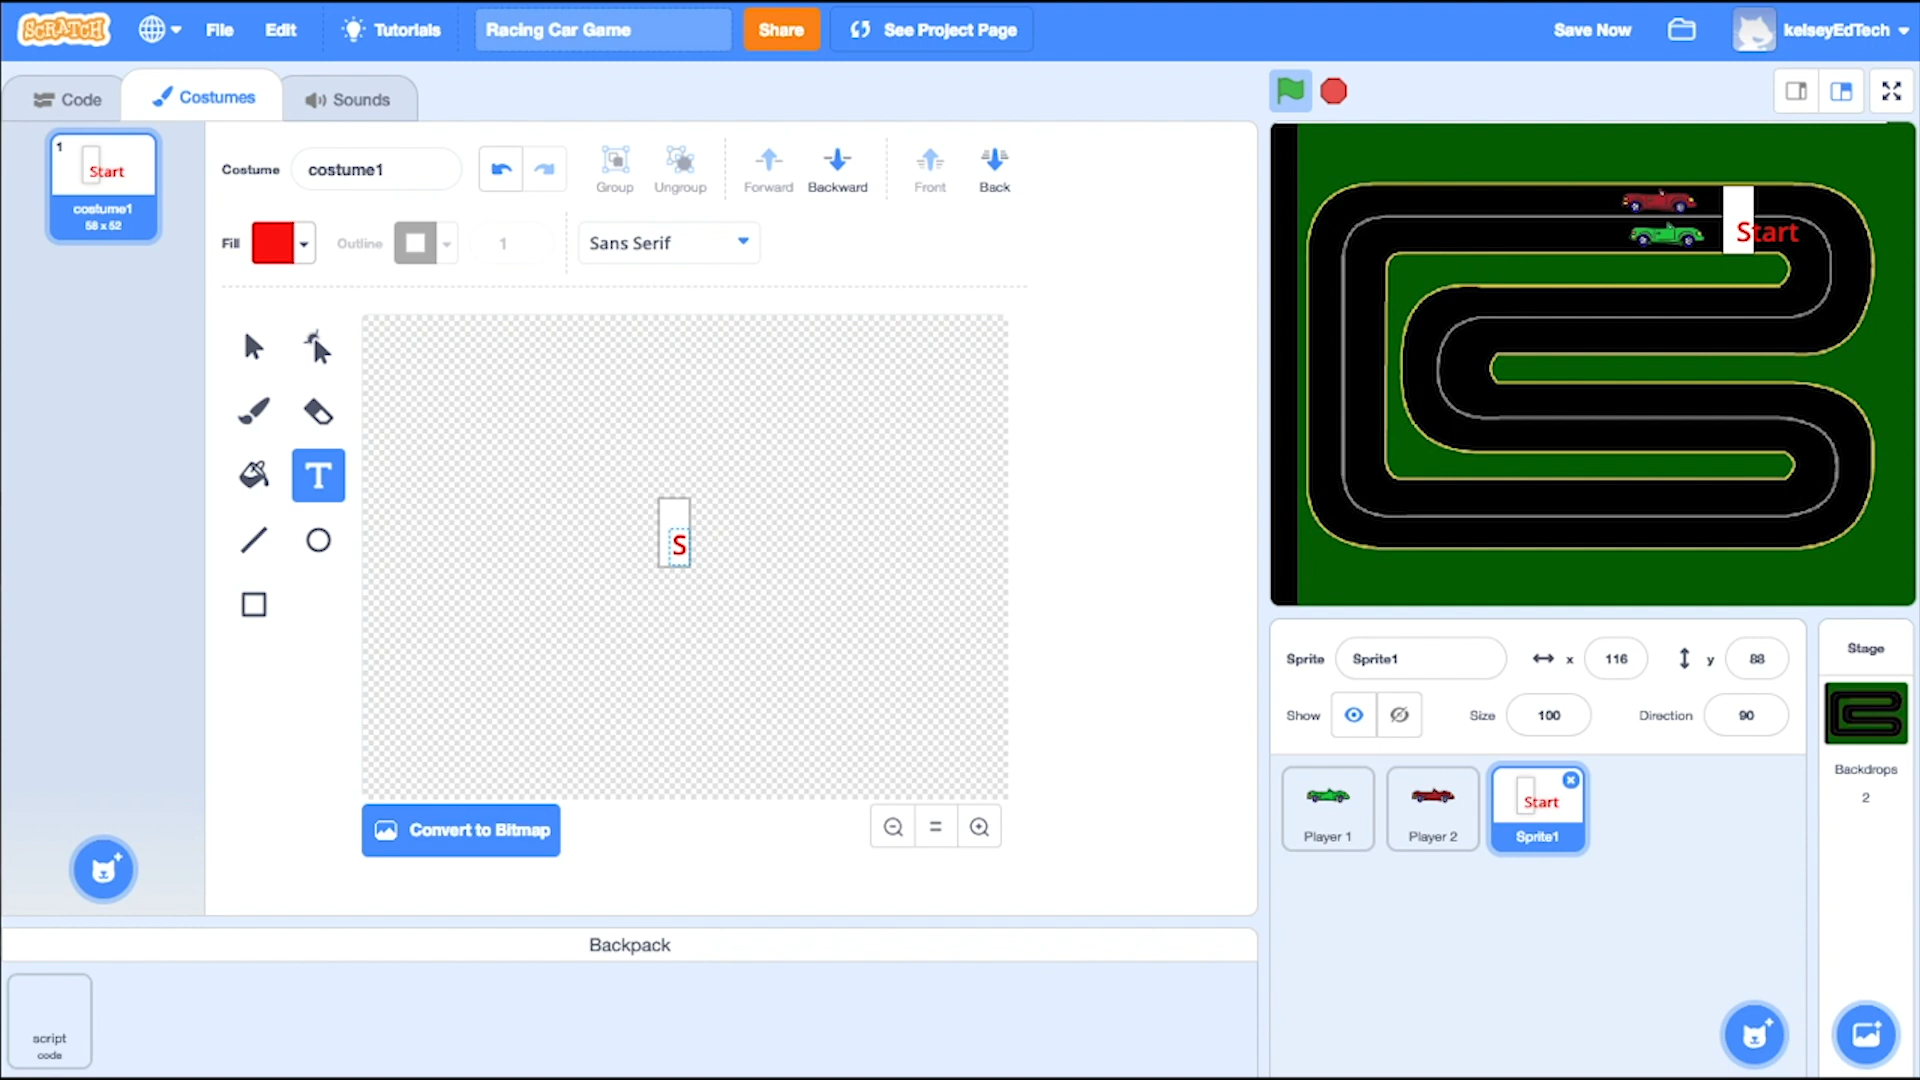 SCRATCH
File
Edit
Tutorials
Racing Car Game
Share
See Project Page
Save Now
kelseyEdTech
Code
Costumes
Sounds
1
Start
costume1
58 x 52
Costume
costume1
Group
Ungroup
Forward
Backward
Front
Back
Fill
Outline
1
Sans Serif
T
S
Convert to Bitmap
Start
Sprite
Sprite1
x
116
y
88
Show
Size
100
Direction
90
Stage
Player 1
Player 2
Start
Sprite1
Backdrops
2
Backpack
script
code